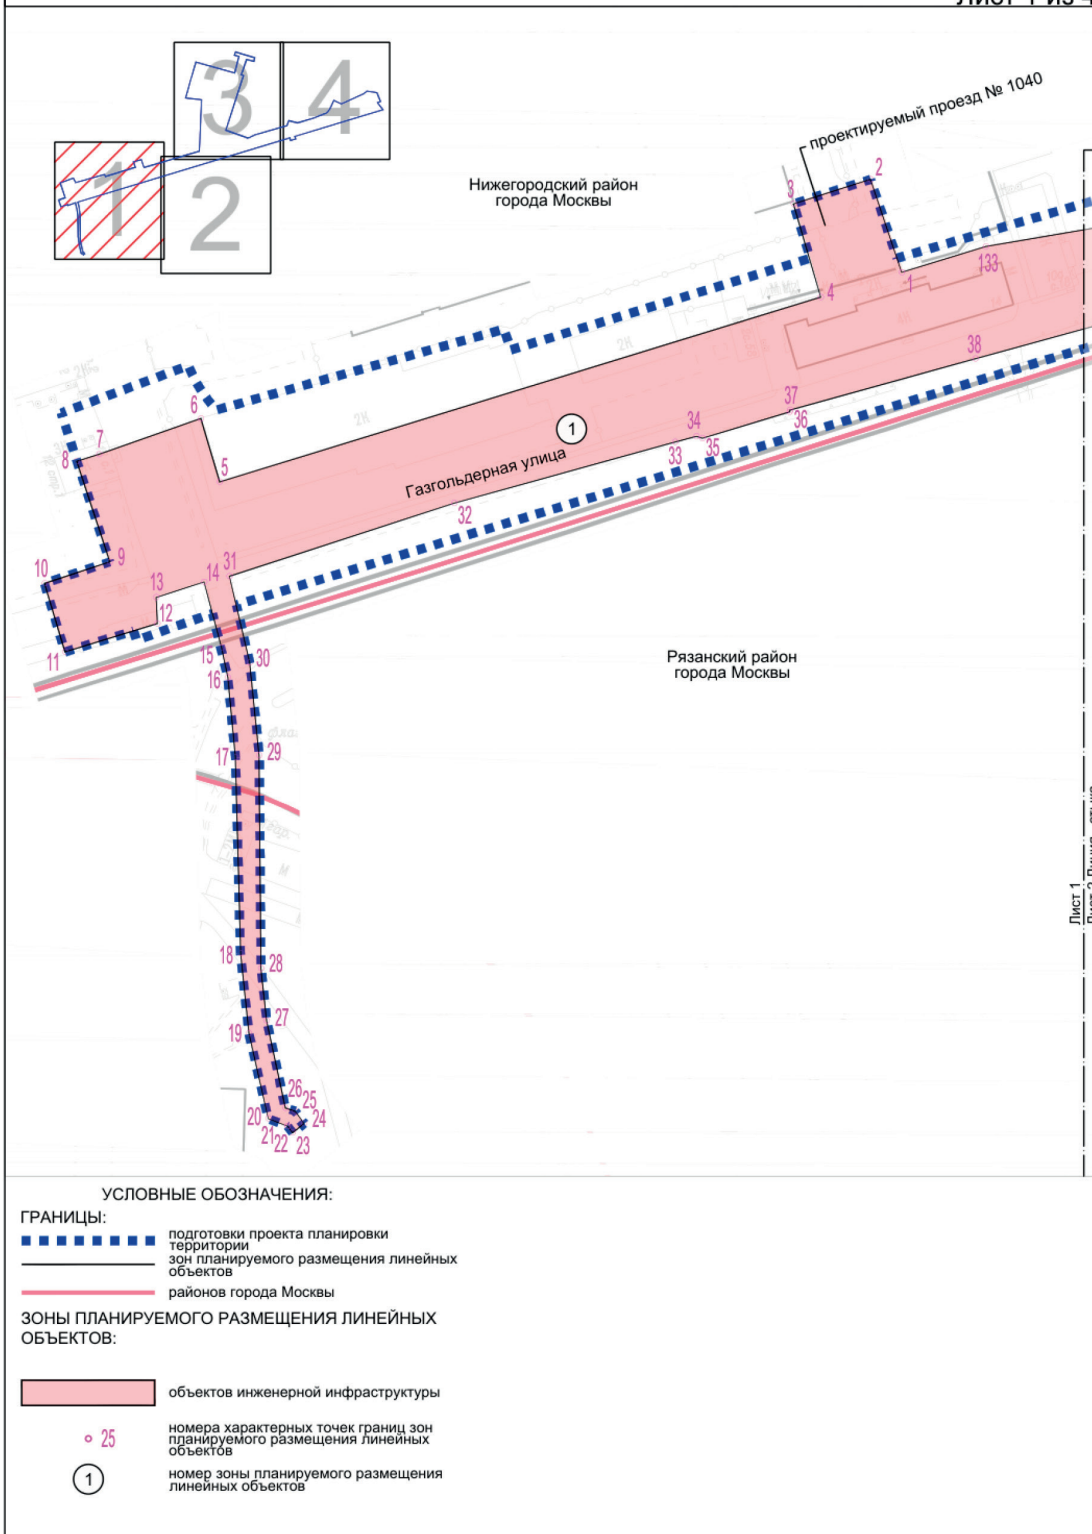 3
4
1
2
Нижегородский район
города Москвы
проектируемый проезд № 1040
3
2
1
133
4
38
37
36
6
7
8
5
1
34
35
33
Газгольдерная улица
32
2К
2К
10
9
13
14
31
12
11
15
16
30
Рязанский район
города Москвы
17
29
М
18
28
19
27
26
25
24
20
21
22
23
Лист 1
УСЛОВНЫЕ ОБОЗНАЧЕНИЯ:
ГРАНИЦЫ:
подготовки проекта планировки
территории
зон планируемого размещения линейных
объектов
районов города Москвы
ЗОНЫ ПЛАНИРУЕМОГО РАЗМЕЩЕНИЯ ЛИНЕЙНЫХ
ОБЪЕКТОВ:
объектов инженерной инфраструктуры
25
номера характерных точек границ зон
планируемого размещения линейных
объектов
1
номер зоны планируемого размещения
линейных объектов